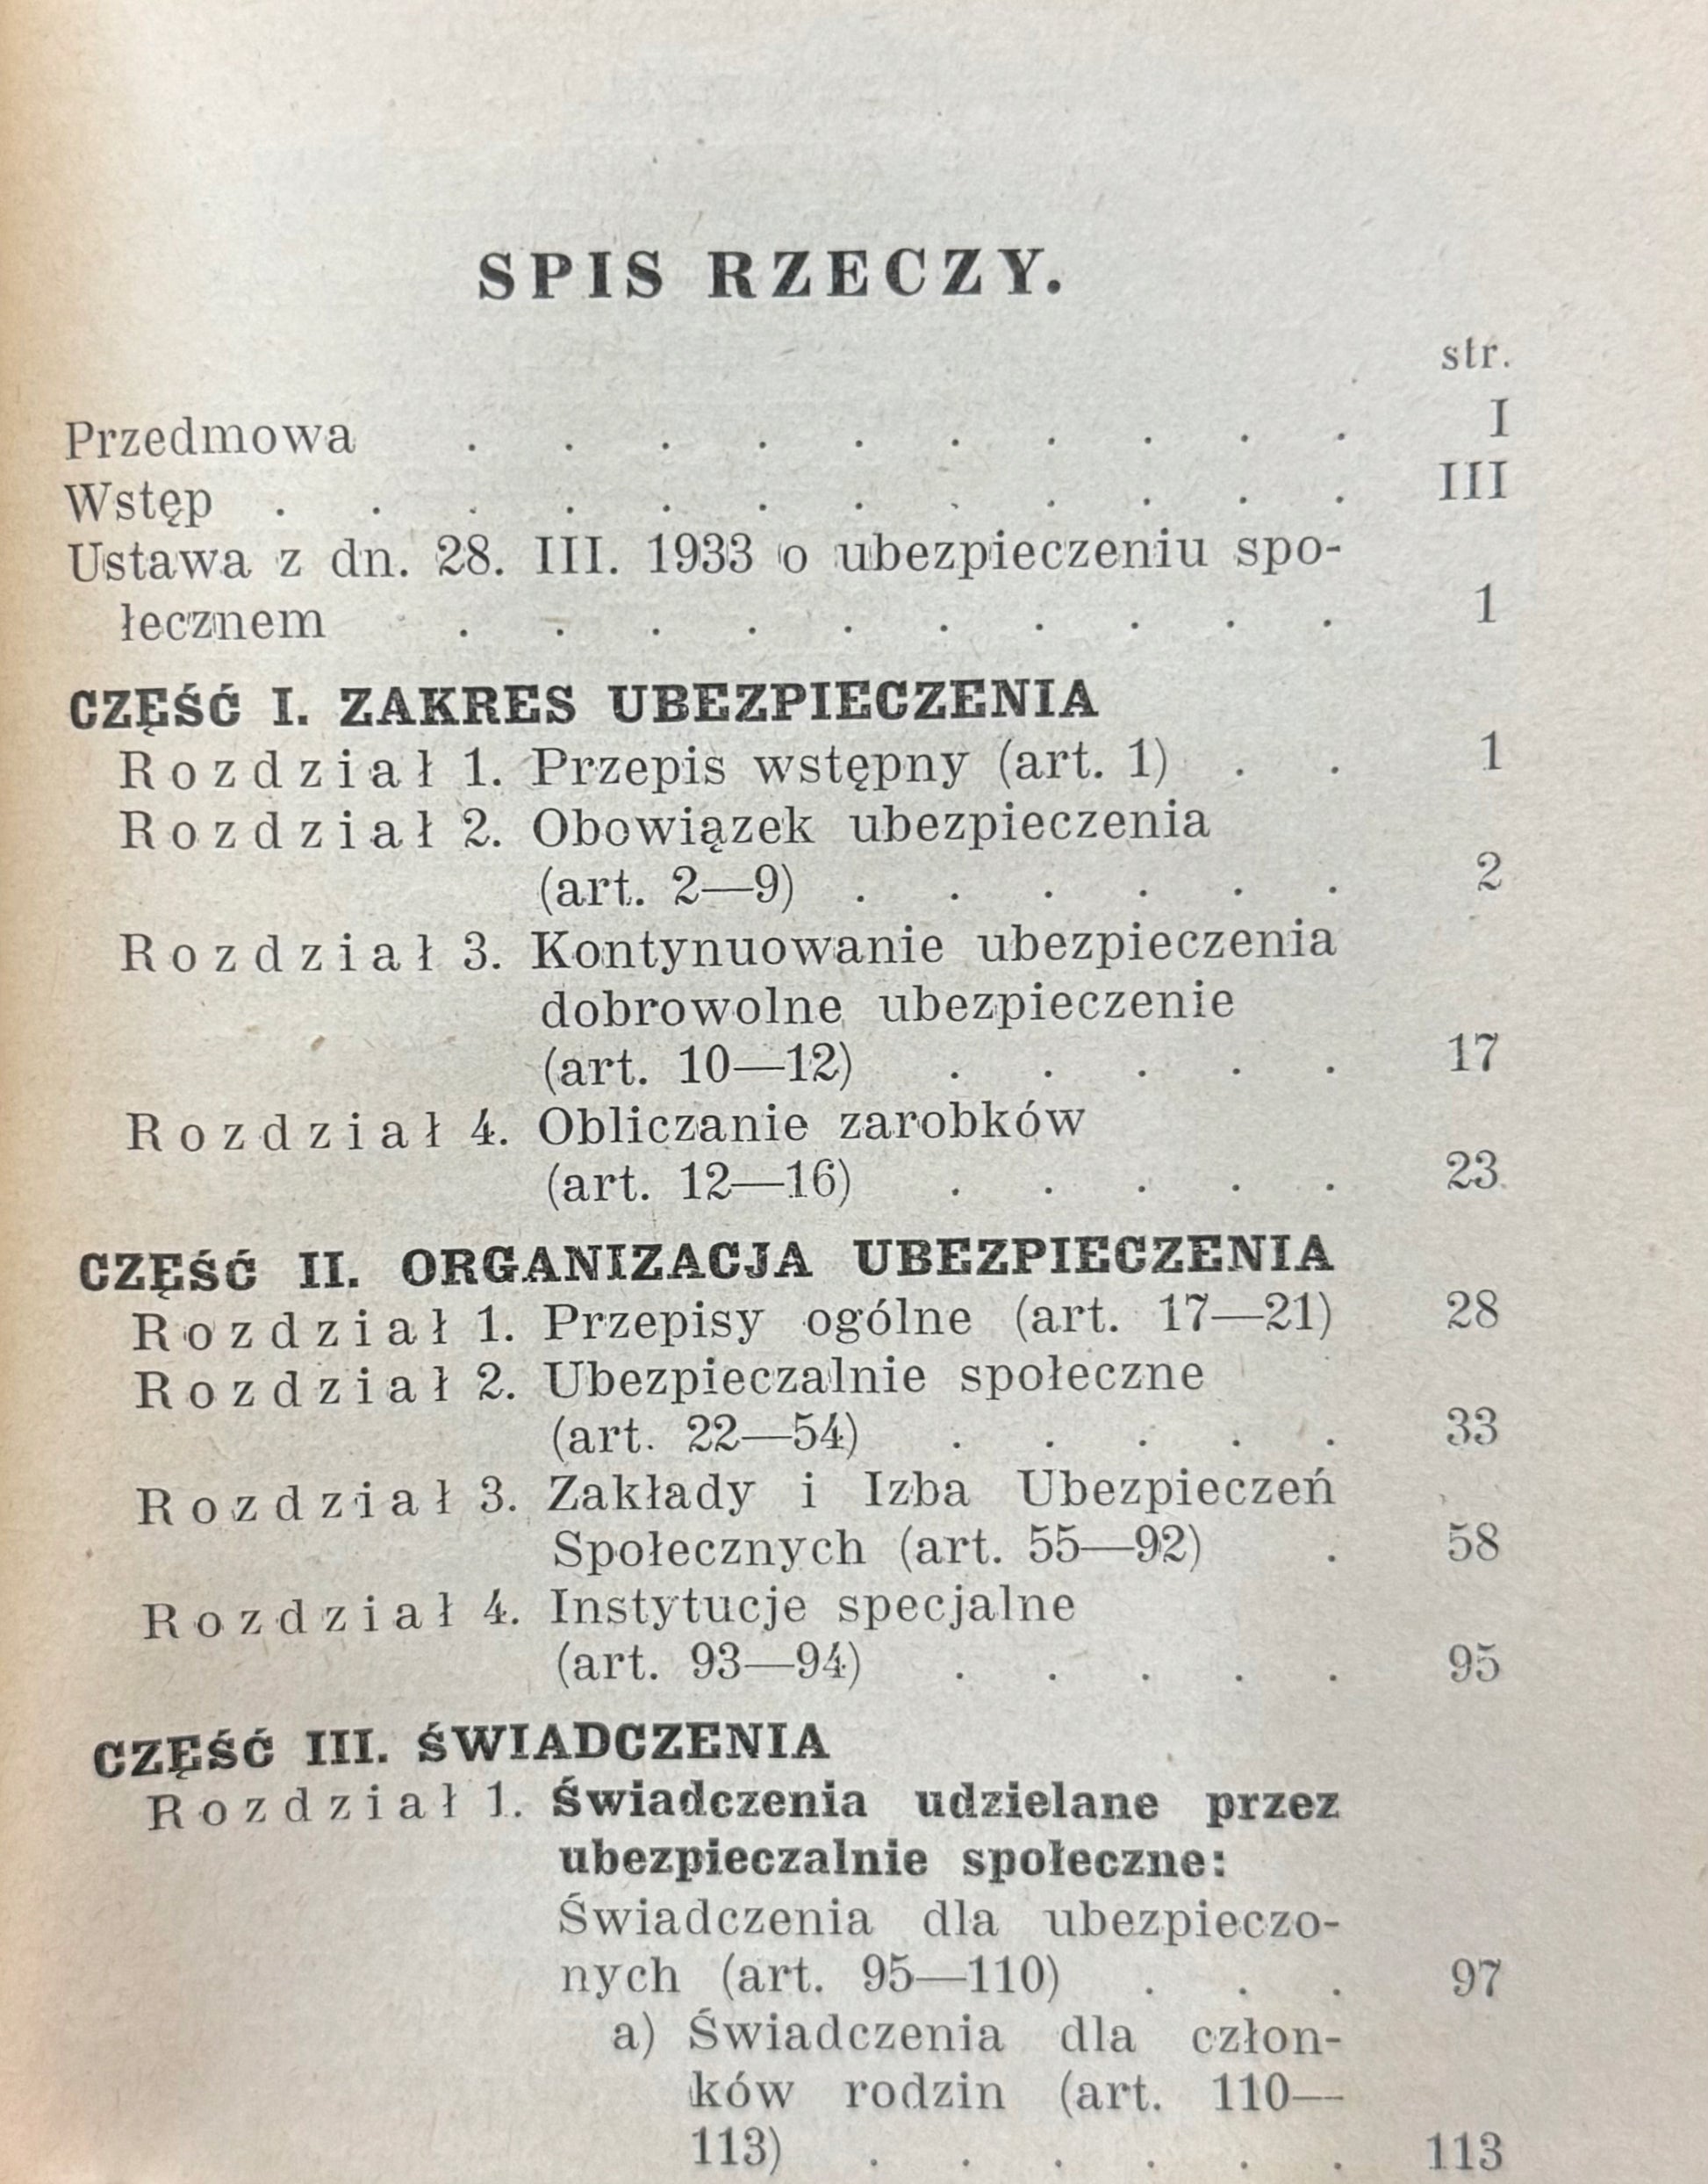 SPIS RZECZY.
str.
Przedmowa . . . . . . . . . . I
Wstęp . . . . . . . . . . . . III
Ustawa z dn. 28. III. 1933 o ubezpieczeniu spo-
łecznem . . . . . . . . . . 1
CZĘŚĆ I. ZAKRES UBEZPIECZENIA
Rozdział 1. Przepis wstępny (art. 1) . . 1
Rozdział 2. Obowiązek ubezpieczenia
(art. 2—9) . . . . . . 2
Rozdział 3. Kontynuowanie ubezpieczenia
dobrowolne ubezpieczenie
(art. 10—12) . . . . . 17
Rozdział 4. Obliczanie zarobków
(art. 12—16) . . . . . 23
CZĘŚĆ II. ORGANIZACJA UBEZPIECZENIA
Rozdział 1. Przepisy ogólne (art. 17—21) 28
Rozdział 2. Ubezpieczalnie społeczne
(art. 22—54) . . . . . 33
Rozdział 3. Zakłady i Izba Ubezpieczeń
Społecznych (art. 55—92) . 58
Rozdział 4. Instytucje specjalne
(art. 93—94) . . . . . 95
CZĘŚĆ III. ŚWIADCZENIA
Rozdział 1. Świadczenia udzielane przez
ubezpieczalnie społeczne:
Świadczenia dla ubezpieczo-
nych (art. 95—110) . . . 97
a) Świadczenia dla człon-
ków rodzin (art. 110—
113) . . . . . . 113